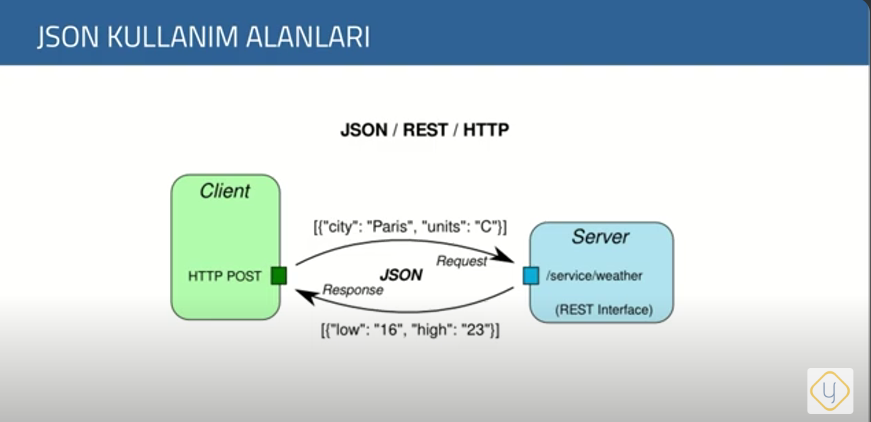 JSON KULLANIM ALANLARI
JSON / REST / HTTP
Client
HTTP POST
[{"city": "Paris", "units": "C"}]
Request
JSON
Response
[{"low": "16", "high": "23"}]
Server
/service/weather
(REST Interface)
y